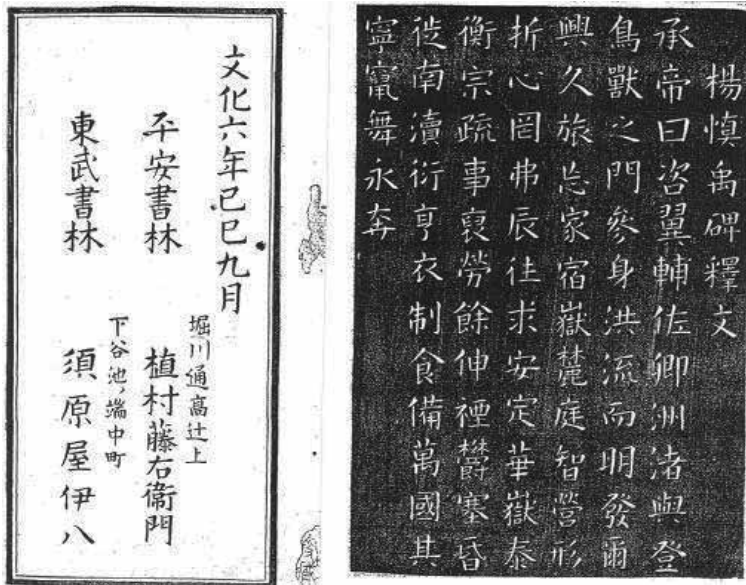 楊慎禹碑釋文
承帝曰咨翼輔佐卿洲渚與登
鳥獸之門參身洪流而明發爾
興久旅忘家宿嶽麓庭智營形
折心罔弗辰往求安定華嶽泰
衡宗疏事裒勞餘伸禋欝塞昏
徙南瀆衍亨衣制食備萬國其
寧竄舞永奔
文化六年己巳九月
平安書林
堀川通高辻上
植村藤右衞門
東武書林
下谷池ノ端中町
須原屋伊八